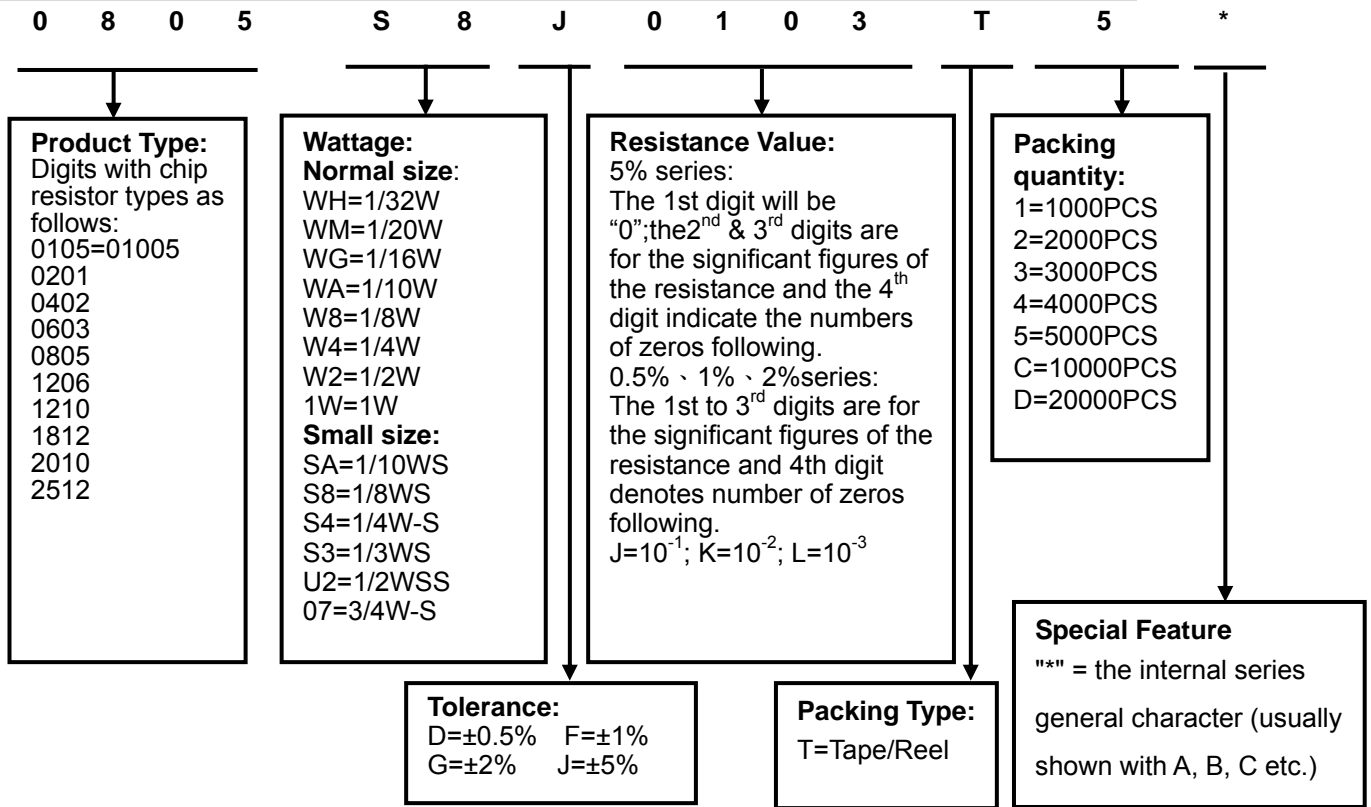 0 8 0 5 S 8 J 0 1 0 3 T 5 *
Product Type:
Digits with chip
resistor types as
follows:
0105=01005
0201
0402
0603
0805
1206
1210
1812
2010
2512
Wattage:
Normal size:
WH=1/32W
WM=1/20W
WG=1/16W
WA=1/10W
W8=1/8W
W4=1/4W
W2=1/2W
1W=1W
Small size:
SA=1/10WS
S8=1/8WS
S4=1/4W-S
S3=1/3WS
U2=1/2WSS
07=3/4W-S
Resistance Value:
5% series:
The 1st digit will be
“0”;the2nd & 3rd digits are
for the significant figures of
the resistance and the 4th
digit indicate the numbers
of zeros following.
0.5%、1%、2%series:
The 1st to 3rd digits are for
the significant figures of the
resistance and 4th digit
denotes number of zeros
following.
J=10-1; K=10-2; L=10-3
Packing
quantity:
1=1000PCS
2=2000PCS
3=3000PCS
4=4000PCS
5=5000PCS
C=10000PCS
D=20000PCS
Tolerance:
D=±0.5% F=±1%
G=±2% J=±5%
Packing Type:
T=Tape/Reel
Special Feature
"*" = the internal series
general character (usually
shown with A, B, C etc.)